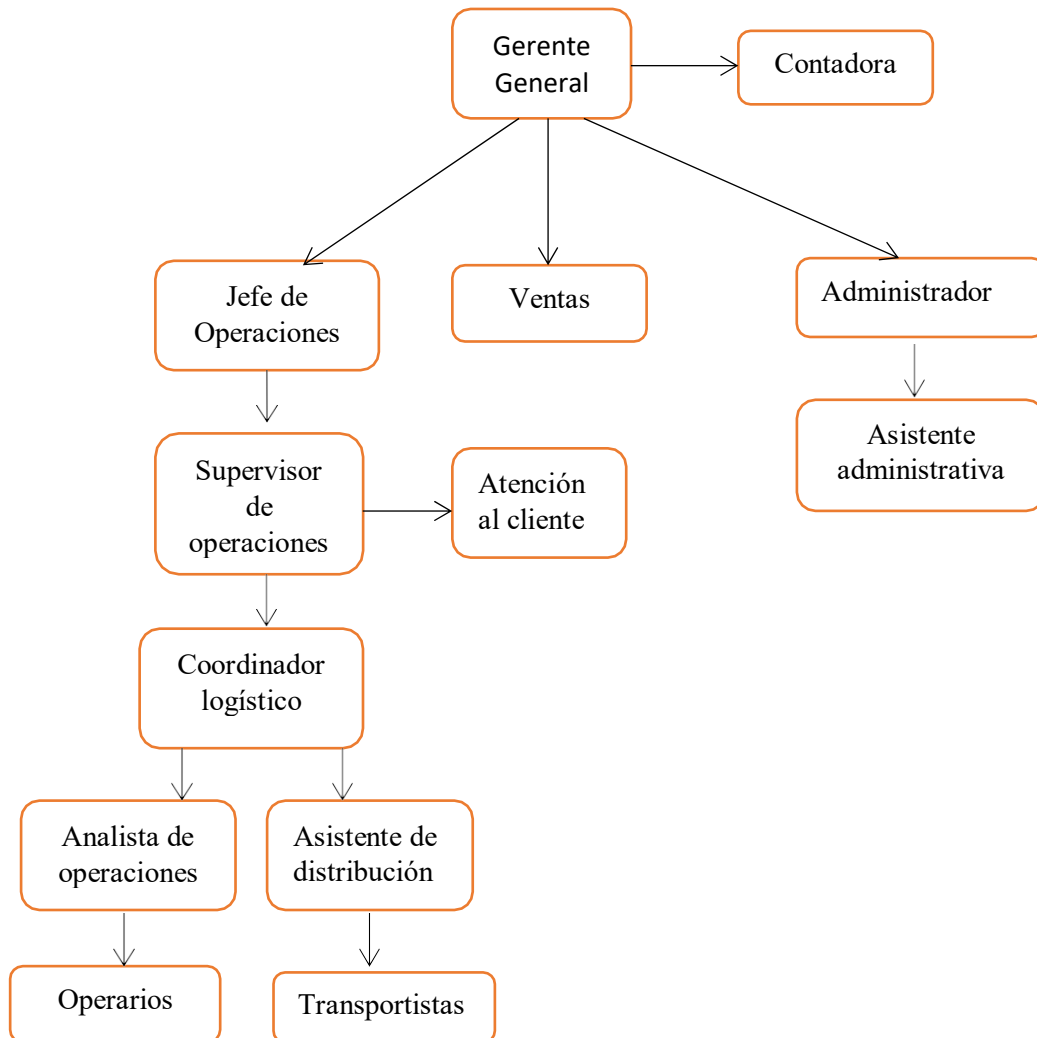 Gerente
General
Contadora
Jefe de
Operaciones
Ventas
Administrador
Asistente
administrativa
Supervisor
de
operaciones
Atención
al cliente
Coordinador
logístico
Analista de
operaciones
Asistente de
distribución
Operarios
Transportistas